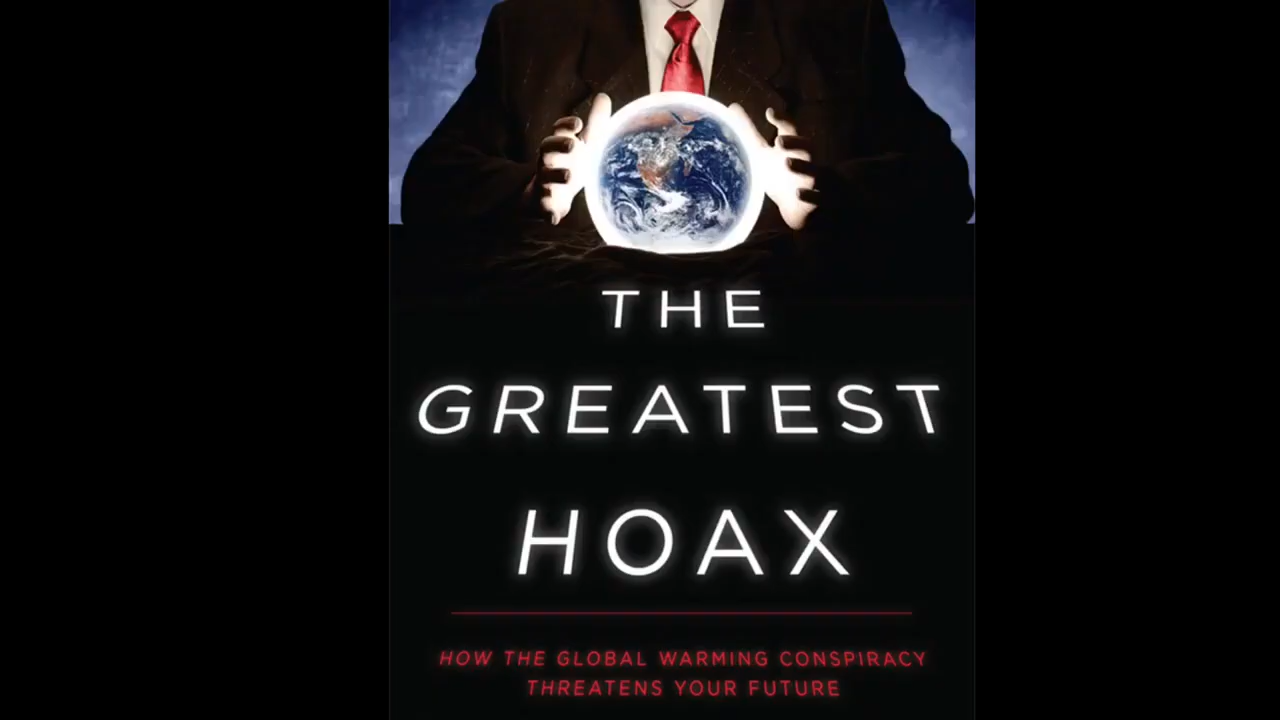 THE
GREATEST
HOAX
HOW THE GLOBAL WARMING CONSPIRACY
THREATENS YOUR FUTURE